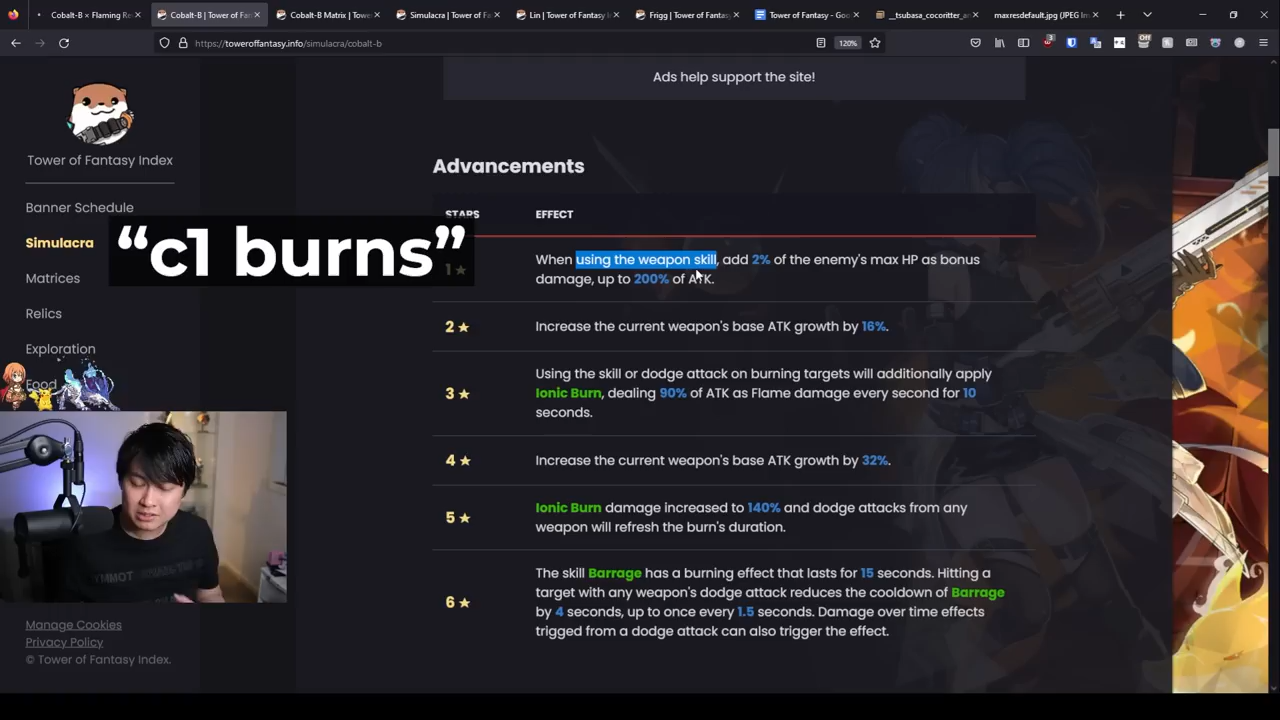 Cobalt-B × Flaming Re
Cobalt-B | Tower of Fan
Cobalt-B Matrix | Tower
Simulacra | Tower of Fant
Lin | Tower of Fantasy In
Frigg | Tower of Fantasy
Tower of Fantasy - Goo
__tsubasa_cocoritter_ar
maxresdefault.jpg (JPEG Im
https://toweroffantasy.info/simulacra/cobalt-b
120%
Off
3
Ads help support the site!
Tower of Fantasy Index
Banner Schedule
Simulacra
Matrices
Relics
Exploration
Food
"c1 burns"
Advancements
STARS EFFECT
1 ★ When using the weapon skill, add 2% of the enemy's max HP as bonus
damage, up to 200% of ATK.
2 ★ Increase the current weapon's base ATK growth by 16%.
3 ★ Using the skill or dodge attack on burning targets will additionally apply
Ionic Burn, dealing 90% of ATK as Flame damage every second for 10
seconds.
4 ★ Increase the current weapon's base ATK growth by 32%.
5 ★ Ionic Burn damage increased to 140% and dodge attacks from any
weapon will refresh the burn's duration.
6 ★ The skill Barrage has a burning effect that lasts for 15 seconds. Hitting a
target with any weapon's dodge attack reduces the cooldown of Barrage
by 4 seconds, up to once every 1.5 seconds. Damage over time effects
trigged from a dodge attack can also trigger the effect.
Manage Cookies
Privacy Policy
© Tower of Fantasy Index.